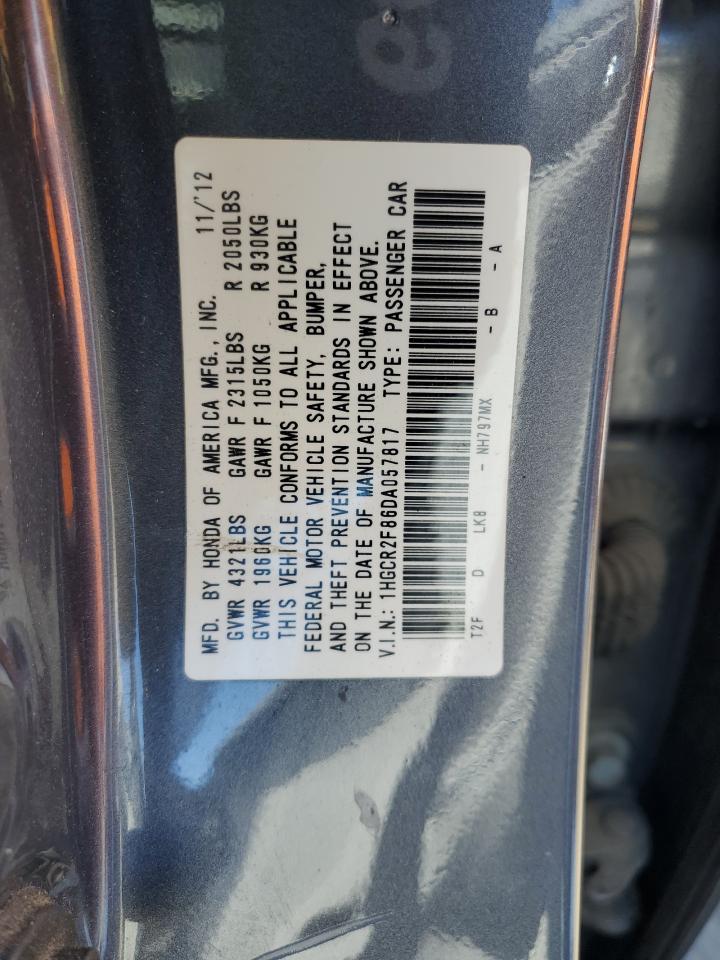 MFD. BY HONDA OF AMERICA MFG., INC. 11/'12
GVWR 4321LBS GAWR F 2315LBS R 2050LBS
GVWR 1960KG GAWR F 1050KG R 930KG
THIS VEHICLE CONFORMS TO ALL APPLICABLE
FEDERAL MOTOR VEHICLE SAFETY, BUMPER,
AND THEFT PREVENTION STANDARDS IN EFFECT
ON THE DATE OF MANUFACTURE SHOWN ABOVE.
V.I.N.: 1HGCR2F86DA057817 TYPE: PASSENGER CAR
T2F D LK8 - NH797MX - B - A